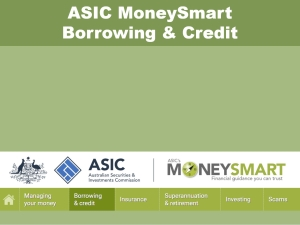 ASIC MoneySmart
Borrowing & Credit
ASIC
Australian Securities &
Investments Commission
ASIC's
MONEYSMART
Financial guidance you can trust
Managing
your money
Borrowing
& credit
Insurance
Superannuation
& retirement
Investing
Scams